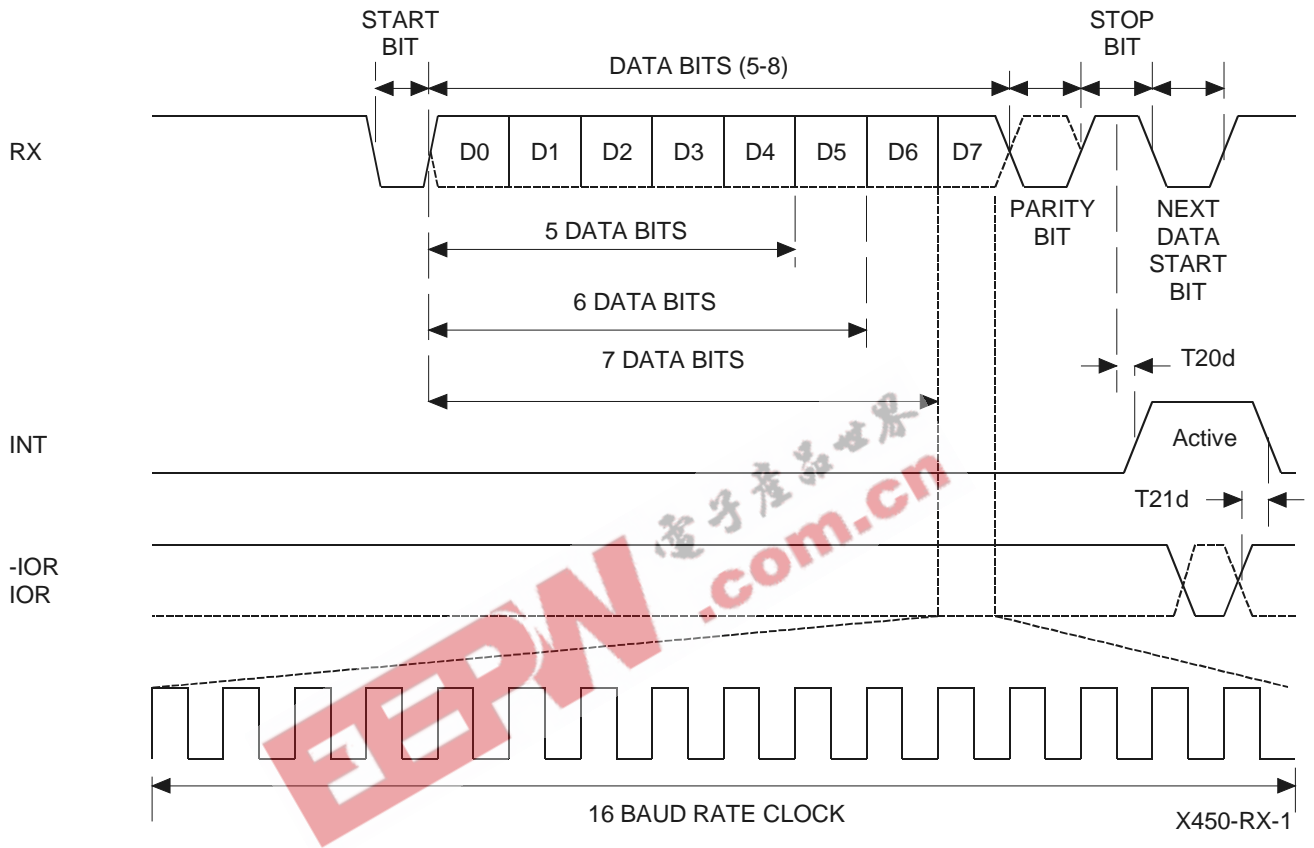 START
BIT
STOP
BIT
DATA BITS (5-8)
RX
D0 D1 D2 D3 D4 D5 D6 D7
PARITY
BIT
NEXT
DATA
START
BIT
5 DATA BITS
6 DATA BITS
7 DATA BITS
T20d
INT
Active
T21d
-IOR
IOR
電子產品世界
EEPW
.com.cn
16 BAUD RATE CLOCK
X450-RX-1